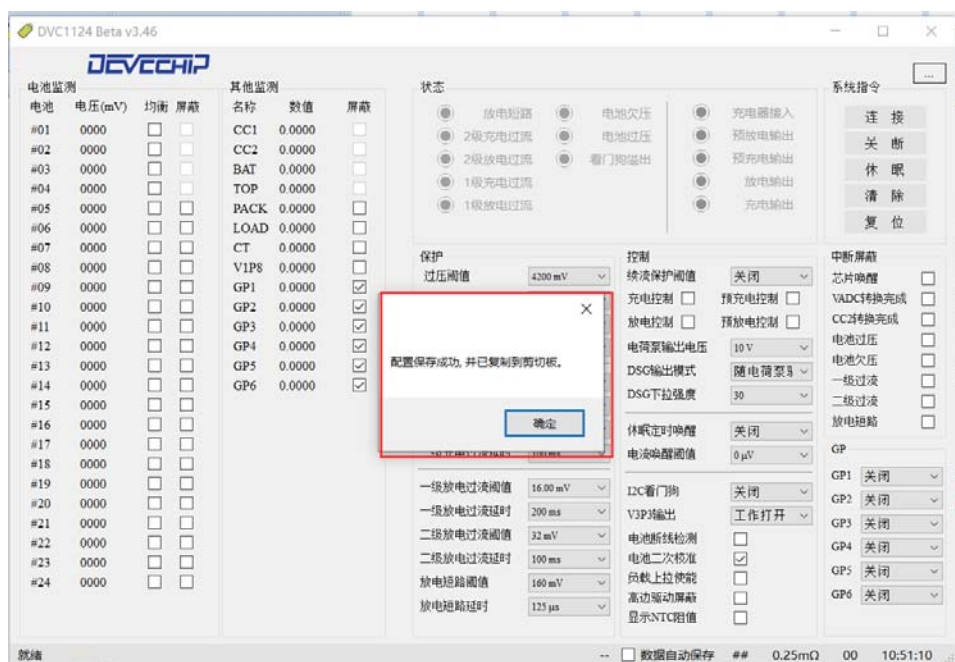 DVC1124 Beta v3.46
DEVECHIP
...
电池监测
电池 电压(mV) 均衡 屏蔽
#01 0000
#02 0000
#03 0000
#04 0000
#05 0000
#06 0000
#07 0000
#08 0000
#09 0000
#10 0000
#11 0000
#12 0000
#13 0000
#14 0000
#15 0000
#16 0000
#17 0000
#18 0000
#19 0000
#20 0000
#21 0000
#22 0000
#23 0000
#24 0000
其他监测
名称 数值 屏蔽
CC1 0.0000
CC2 0.0000
BAT 0.0000
TOP 0.0000
PACK 0.0000
LOAD 0.0000
CT 0.0000
V1P8 0.0000
GP1 0.0000
GP2 0.0000
GP3 0.0000
GP4 0.0000
GP5 0.0000
GP6 0.0000
状态
放电短路 电池欠压 充电器接入
2级充电过流 电池过压 预放电输出
2级放电过流 看门狗溢出 预充电输出
1级充电过流 放电输出
1级放电过流 充电输出
系统指令
连 接
关 断
休 眠
清 除
复 位
保护
过压阈值 4200 mV
配置保存成功, 并已复制到剪切板。
确定
一级放电过流阈值 16.00 mV
一级放电过流延时 200 ms
二级放电过流阈值 32 mV
二级放电过流延时 100 ms
放电短路阈值 160 mV
放电短路延时 125 μs
控制
续流保护阈值 关闭
充电控制 预充电控制
放电控制 预放电控制
电荷泵输出电压 10 V
DSG输出模式 随电荷泵
DSG下拉强度 30
休眠定时唤醒 关闭
电流唤醒阈值 0 μV
I2C看门狗 关闭
V3P3输出 工作打开
电池断线检测
电池二次校准
负载上拉使能
高边驱动屏蔽
显示NTC阻值
中断屏蔽
芯片唤醒
VADC转换完成
CC2转换完成
电池过压
电池欠压
一级过流
二级过流
放电短路
GP
GP1 关闭
GP2 关闭
GP3 关闭
GP4 关闭
GP5 关闭
GP6 关闭
就绪 -- 数据自动保存 ## 0.25mΩ 00 10:51:10